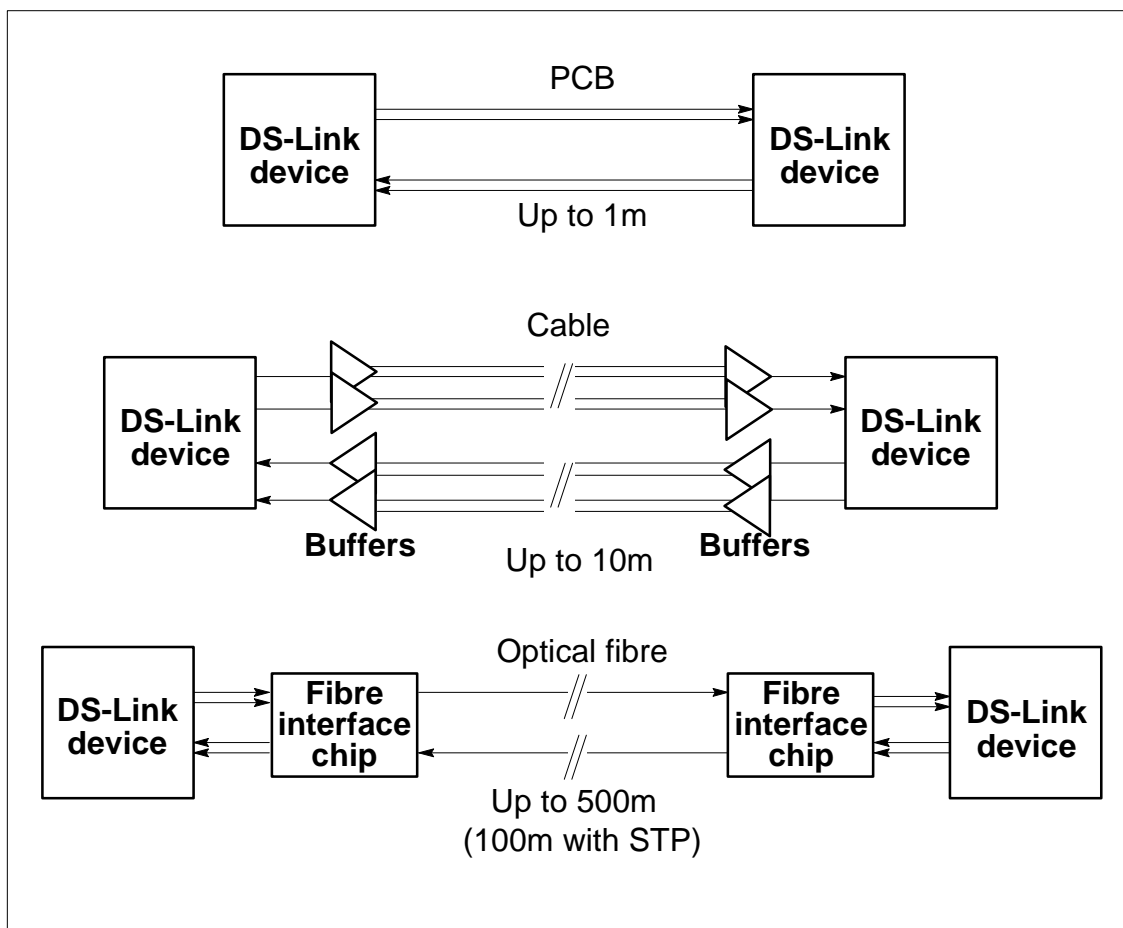 PCB
DS-Link
device
DS-Link
device
Up to 1m
Cable
DS-Link
device
DS-Link
device
Buffers
Buffers
Up to 10m
Optical fibre
DS-Link
device
Fibre
interface
chip
Fibre
interface
chip
DS-Link
device
Up to 500m
(100m with STP)